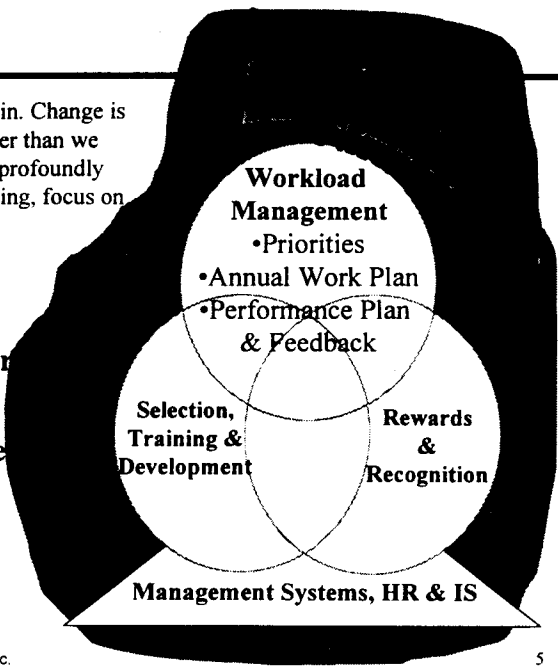 in. Change is
er than we
profoundly
ing, focus on
r
e
Workload
Management
•Priorities
•Annual Work Plan
•Performance Plan
& Feedback
Selection,
Training &
Development
Rewards
&
Recognition
Management Systems, HR & IS
c.
5